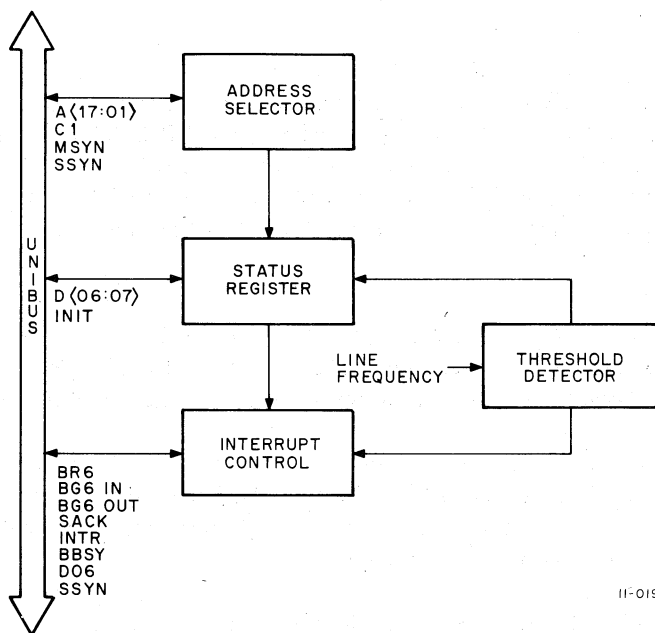 ADDRESS
SELECTOR
A⟨17:01⟩
C1
MSYN
SSYN
UNIBUS
STATUS
REGISTER
D⟨06:07⟩
INIT
LINE
FREQUENCY
THRESHOLD
DETECTOR
INTERRUPT
CONTROL
BR6
BG6 IN
BG6 OUT
SACK
INTR
BBSY
D06
SSYN
11-019